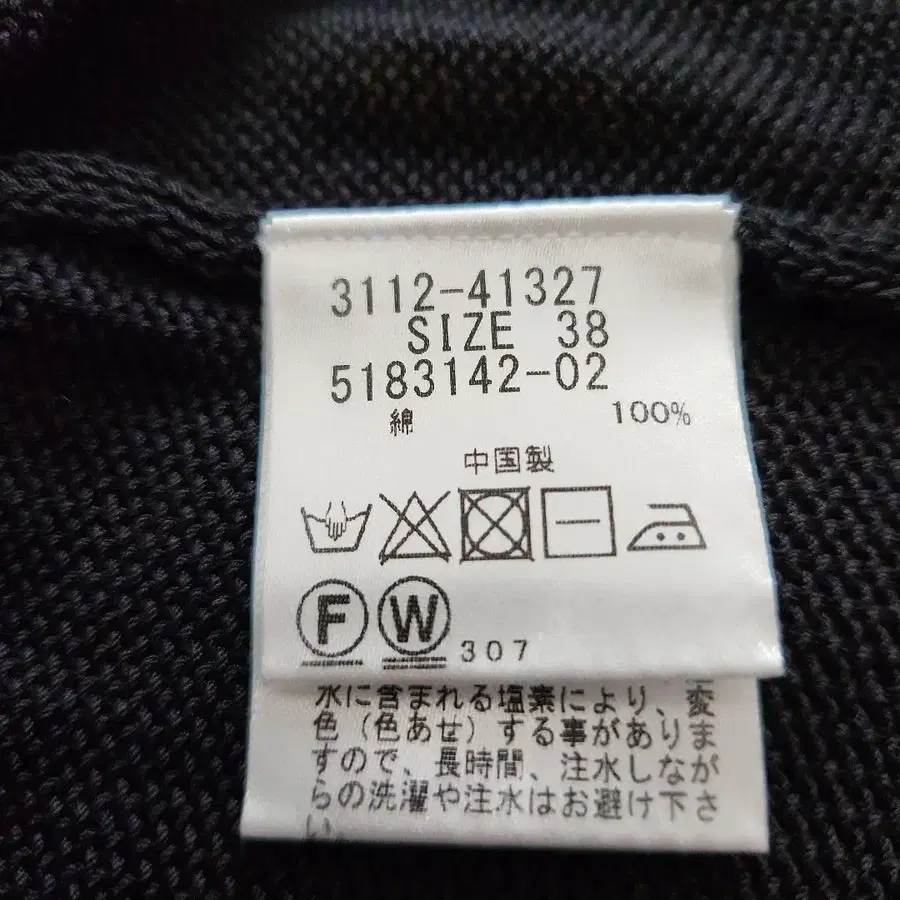 3112-41327
SIZE 38
5183142-02
綿 100%
中国製
F W 307
水に含まれる塩素により、変
色（色あせ）する事がありま
すので、長時間、注水しなが
らの洗濯や注水はお避け下さ
い。